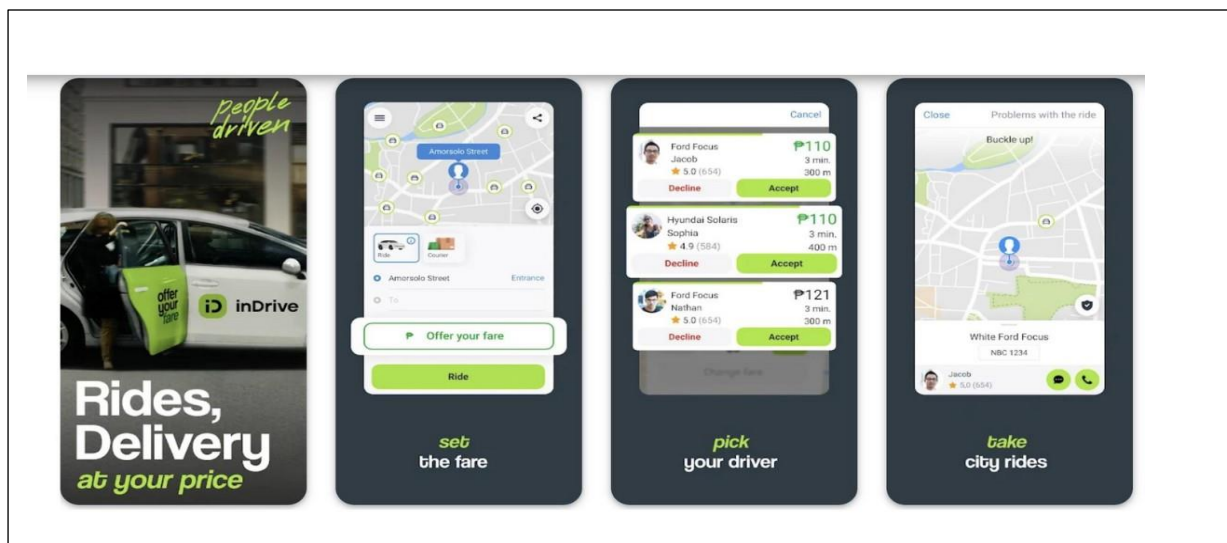 people
driven
offer
your
fare
iD inDrive
Rides,
Delivery
at your price
Amorsolo Street
Ride
Courier
Amorsolo Street Entrance
To
₱ Offer your fare
Ride
set
the fare
Cancel
Ford Focus ₱110
Jacob 3 min.
5.0 (654) 300 m
Decline Accept
Hyundai Solaris ₱110
Sophia 3 min.
4.9 (584) 400 m
Decline Accept
Ford Focus ₱121
Nathan 3 min.
5.0 (654) 300 m
Decline Accept
Change fare
pick
your driver
Close Problems with the ride
Buckle up!
White Ford Focus
NBC 1234
Jacob
5,0 (654)
take
city rides